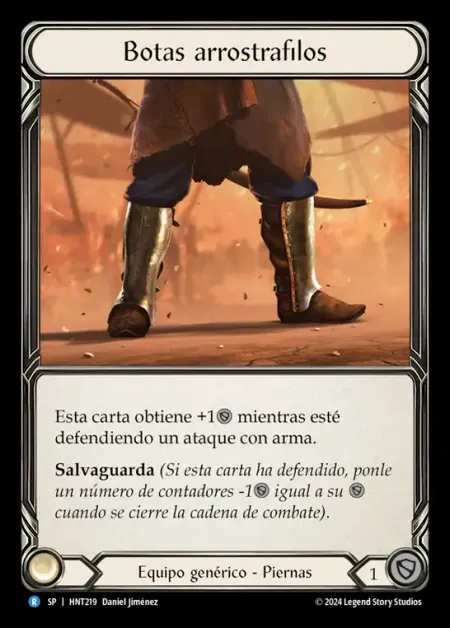 Botas arrostrafilos
Esta carta obtiene +1 mientras esté
defendiendo un ataque con arma.
Salvaguarda (Si esta carta ha defendido, ponle
un número de contadores -1 igual a su
cuando se cierre la cadena de combate).
Equipo genérico - Piernas
1
R SP | HNT219 Daniel Jiménez
© 2024 Legend Story Studios